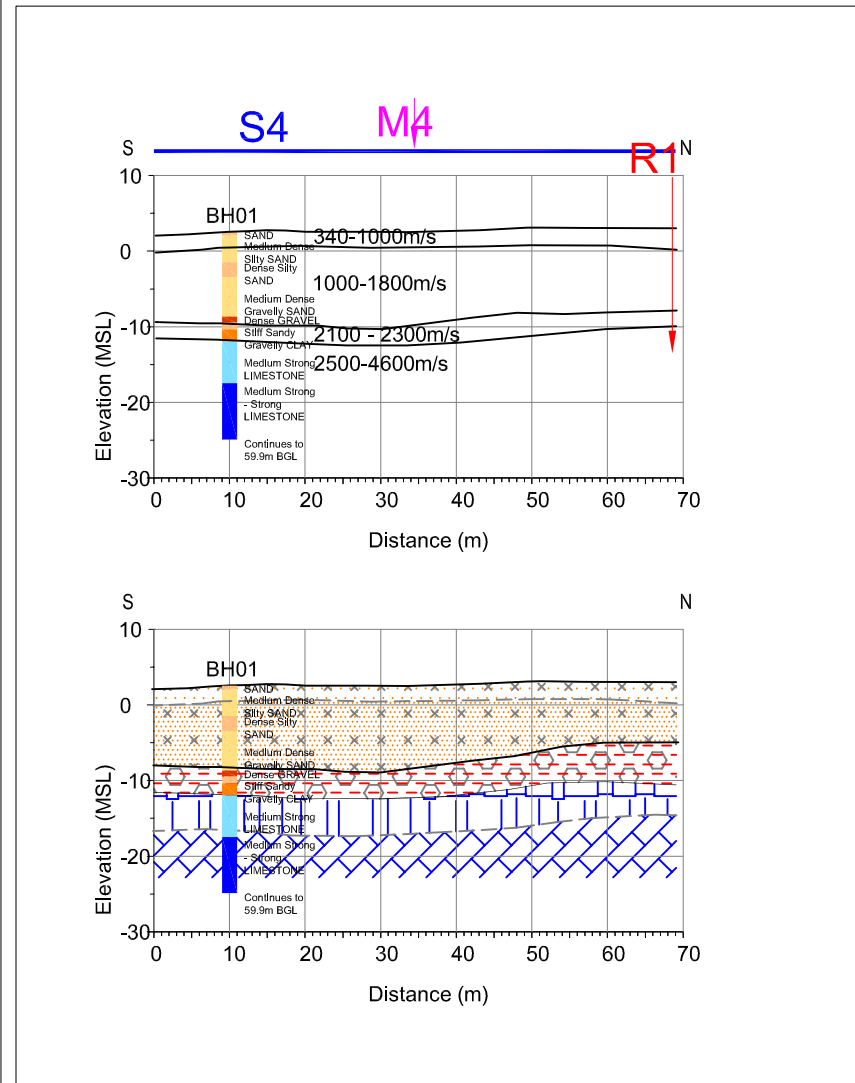 S4
M4
S
N
R1
10
BH01
SAND
340-1000m/s
Medium Dense
0
Silty SAND
Dense Silty
SAND
1000-1800m/s
Medium Dense
Gravelly SAND
Dense GRAVEL
-10
Stiff Sandy
2100 - 2300m/s
Gravelly CLAY
Medium Strong
2500-4600m/s
LIMESTONE
Medium Strong
-20
- Strong
LIMESTONE
Continues to
59.9m BGL
-30
Elevation (MSL)
0 10 20 30 40 50 60 70
Distance (m)
S
N
10
BH01
SAND
Medium Dense
0
Silty SAND
Dense Silty
SAND
Medium Dense
Gravelly SAND
Dense GRAVEL
-10
Stiff Sandy
Gravelly CLAY
Medium Strong
LIMESTONE
Medium Strong
-20
- Strong
LIMESTONE
Continues to
59.9m BGL
-30
Elevation (MSL)
0 10 20 30 40 50 60 70
Distance (m)